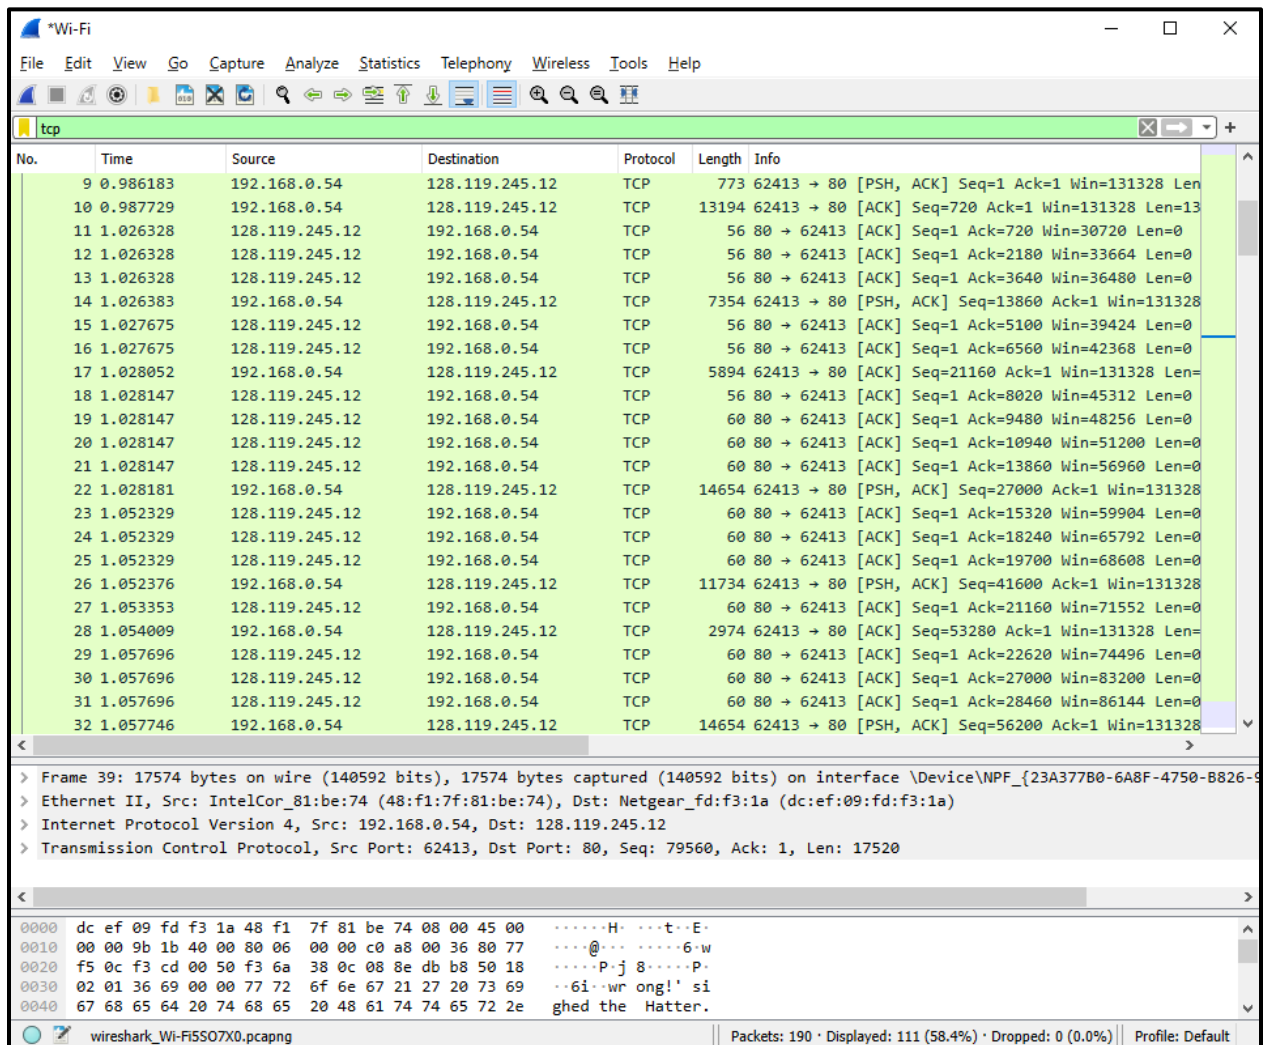 *Wi-Fi
File Edit View Go Capture Analyze Statistics Telephony Wireless Tools Help
tcp
No. Time Source Destination Protocol Length Info
9 0.986183 192.168.0.54 128.119.245.12 TCP 773 62413 → 80 [PSH, ACK] Seq=1 Ack=1 Win=131328 Len
10 0.987729 192.168.0.54 128.119.245.12 TCP 13194 62413 → 80 [ACK] Seq=720 Ack=1 Win=131328 Len=13
11 1.026328 128.119.245.12 192.168.0.54 TCP 56 80 → 62413 [ACK] Seq=1 Ack=720 Win=30720 Len=0
12 1.026328 128.119.245.12 192.168.0.54 TCP 56 80 → 62413 [ACK] Seq=1 Ack=2180 Win=33664 Len=0
13 1.026328 128.119.245.12 192.168.0.54 TCP 56 80 → 62413 [ACK] Seq=1 Ack=3640 Win=36480 Len=0
14 1.026383 192.168.0.54 128.119.245.12 TCP 7354 62413 → 80 [PSH, ACK] Seq=13860 Ack=1 Win=131328
15 1.027675 128.119.245.12 192.168.0.54 TCP 56 80 → 62413 [ACK] Seq=1 Ack=5100 Win=39424 Len=0
16 1.027675 128.119.245.12 192.168.0.54 TCP 56 80 → 62413 [ACK] Seq=1 Ack=6560 Win=42368 Len=0
17 1.028052 192.168.0.54 128.119.245.12 TCP 5894 62413 → 80 [ACK] Seq=21160 Ack=1 Win=131328 Len=
18 1.028147 128.119.245.12 192.168.0.54 TCP 56 80 → 62413 [ACK] Seq=1 Ack=8020 Win=45312 Len=0
19 1.028147 128.119.245.12 192.168.0.54 TCP 60 80 → 62413 [ACK] Seq=1 Ack=9480 Win=48256 Len=0
20 1.028147 128.119.245.12 192.168.0.54 TCP 60 80 → 62413 [ACK] Seq=1 Ack=10940 Win=51200 Len=0
21 1.028147 128.119.245.12 192.168.0.54 TCP 60 80 → 62413 [ACK] Seq=1 Ack=13860 Win=56960 Len=0
22 1.028181 192.168.0.54 128.119.245.12 TCP 14654 62413 → 80 [PSH, ACK] Seq=27000 Ack=1 Win=131328
23 1.052329 128.119.245.12 192.168.0.54 TCP 60 80 → 62413 [ACK] Seq=1 Ack=15320 Win=59904 Len=0
24 1.052329 128.119.245.12 192.168.0.54 TCP 60 80 → 62413 [ACK] Seq=1 Ack=18240 Win=65792 Len=0
25 1.052329 128.119.245.12 192.168.0.54 TCP 60 80 → 62413 [ACK] Seq=1 Ack=19700 Win=68608 Len=0
26 1.052376 192.168.0.54 128.119.245.12 TCP 11734 62413 → 80 [PSH, ACK] Seq=41600 Ack=1 Win=131328
27 1.053353 128.119.245.12 192.168.0.54 TCP 60 80 → 62413 [ACK] Seq=1 Ack=21160 Win=71552 Len=0
28 1.054009 192.168.0.54 128.119.245.12 TCP 2974 62413 → 80 [ACK] Seq=53280 Ack=1 Win=131328 Len=
29 1.057696 128.119.245.12 192.168.0.54 TCP 60 80 → 62413 [ACK] Seq=1 Ack=22620 Win=74496 Len=0
30 1.057696 128.119.245.12 192.168.0.54 TCP 60 80 → 62413 [ACK] Seq=1 Ack=27000 Win=83200 Len=0
31 1.057696 128.119.245.12 192.168.0.54 TCP 60 80 → 62413 [ACK] Seq=1 Ack=28460 Win=86144 Len=0
32 1.057746 192.168.0.54 128.119.245.12 TCP 14654 62413 → 80 [PSH, ACK] Seq=56200 Ack=1 Win=131328
> Frame 39: 17574 bytes on wire (140592 bits), 17574 bytes captured (140592 bits) on interface \Device\NPF_{23A377B0-6A8F-4750-B826-9
> Ethernet II, Src: IntelCor_81:be:74 (48:f1:7f:81:be:74), Dst: Netgear_fd:f3:1a (dc:ef:09:fd:f3:1a)
> Internet Protocol Version 4, Src: 192.168.0.54, Dst: 128.119.245.12
> Transmission Control Protocol, Src Port: 62413, Dst Port: 80, Seq: 79560, Ack: 1, Len: 17520
0000 dc ef 09 fd f3 1a 48 f1 7f 81 be 74 08 00 45 00 ······H· ···t··E·
0010 00 00 9b 1b 40 00 80 06 00 00 c0 a8 00 36 80 77 ····@··· ·····6·w
0020 f5 0c f3 cd 00 50 f3 6a 38 0c 08 8e db b8 50 18 ·····P·j 8·····P·
0030 02 01 36 69 00 00 77 72 6f 6e 67 21 27 20 73 69 ··6i··wr ong!' si
0040 67 68 65 64 20 74 68 65 20 48 61 74 74 65 72 2e ghed the Hatter.
wireshark_Wi-Fi5SO7X0.pcapng Packets: 190 · Displayed: 111 (58.4%) · Dropped: 0 (0.0%) Profile: Default